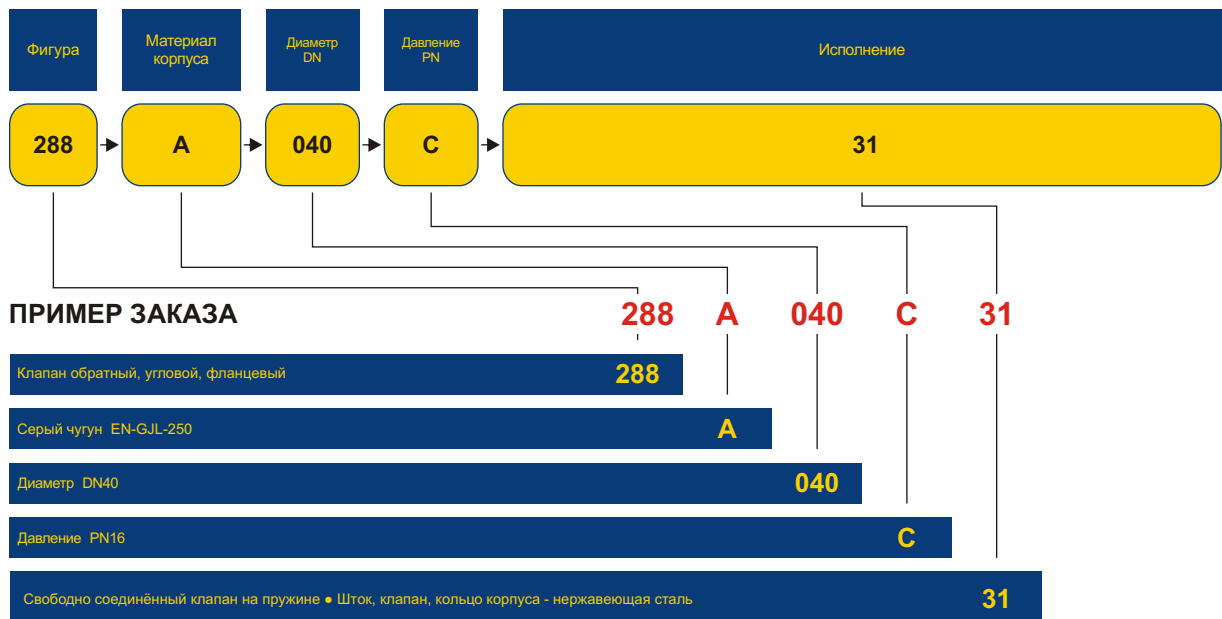 Фигура
Материал
корпуса
Диаметр
DN
Давление
PN
Исполнение
288
A
040
C
31
ПРИМЕР ЗАКАЗА
288 A 040 C 31
Клапан обратный, угловой, фланцевый 288
Серый чугун EN-GJL-250 A
Диаметр DN40 040
Давление PN16 C
Свободно соединённый клапан на пружине ● Шток, клапан, кольцо корпуса - нержавеющая сталь 31